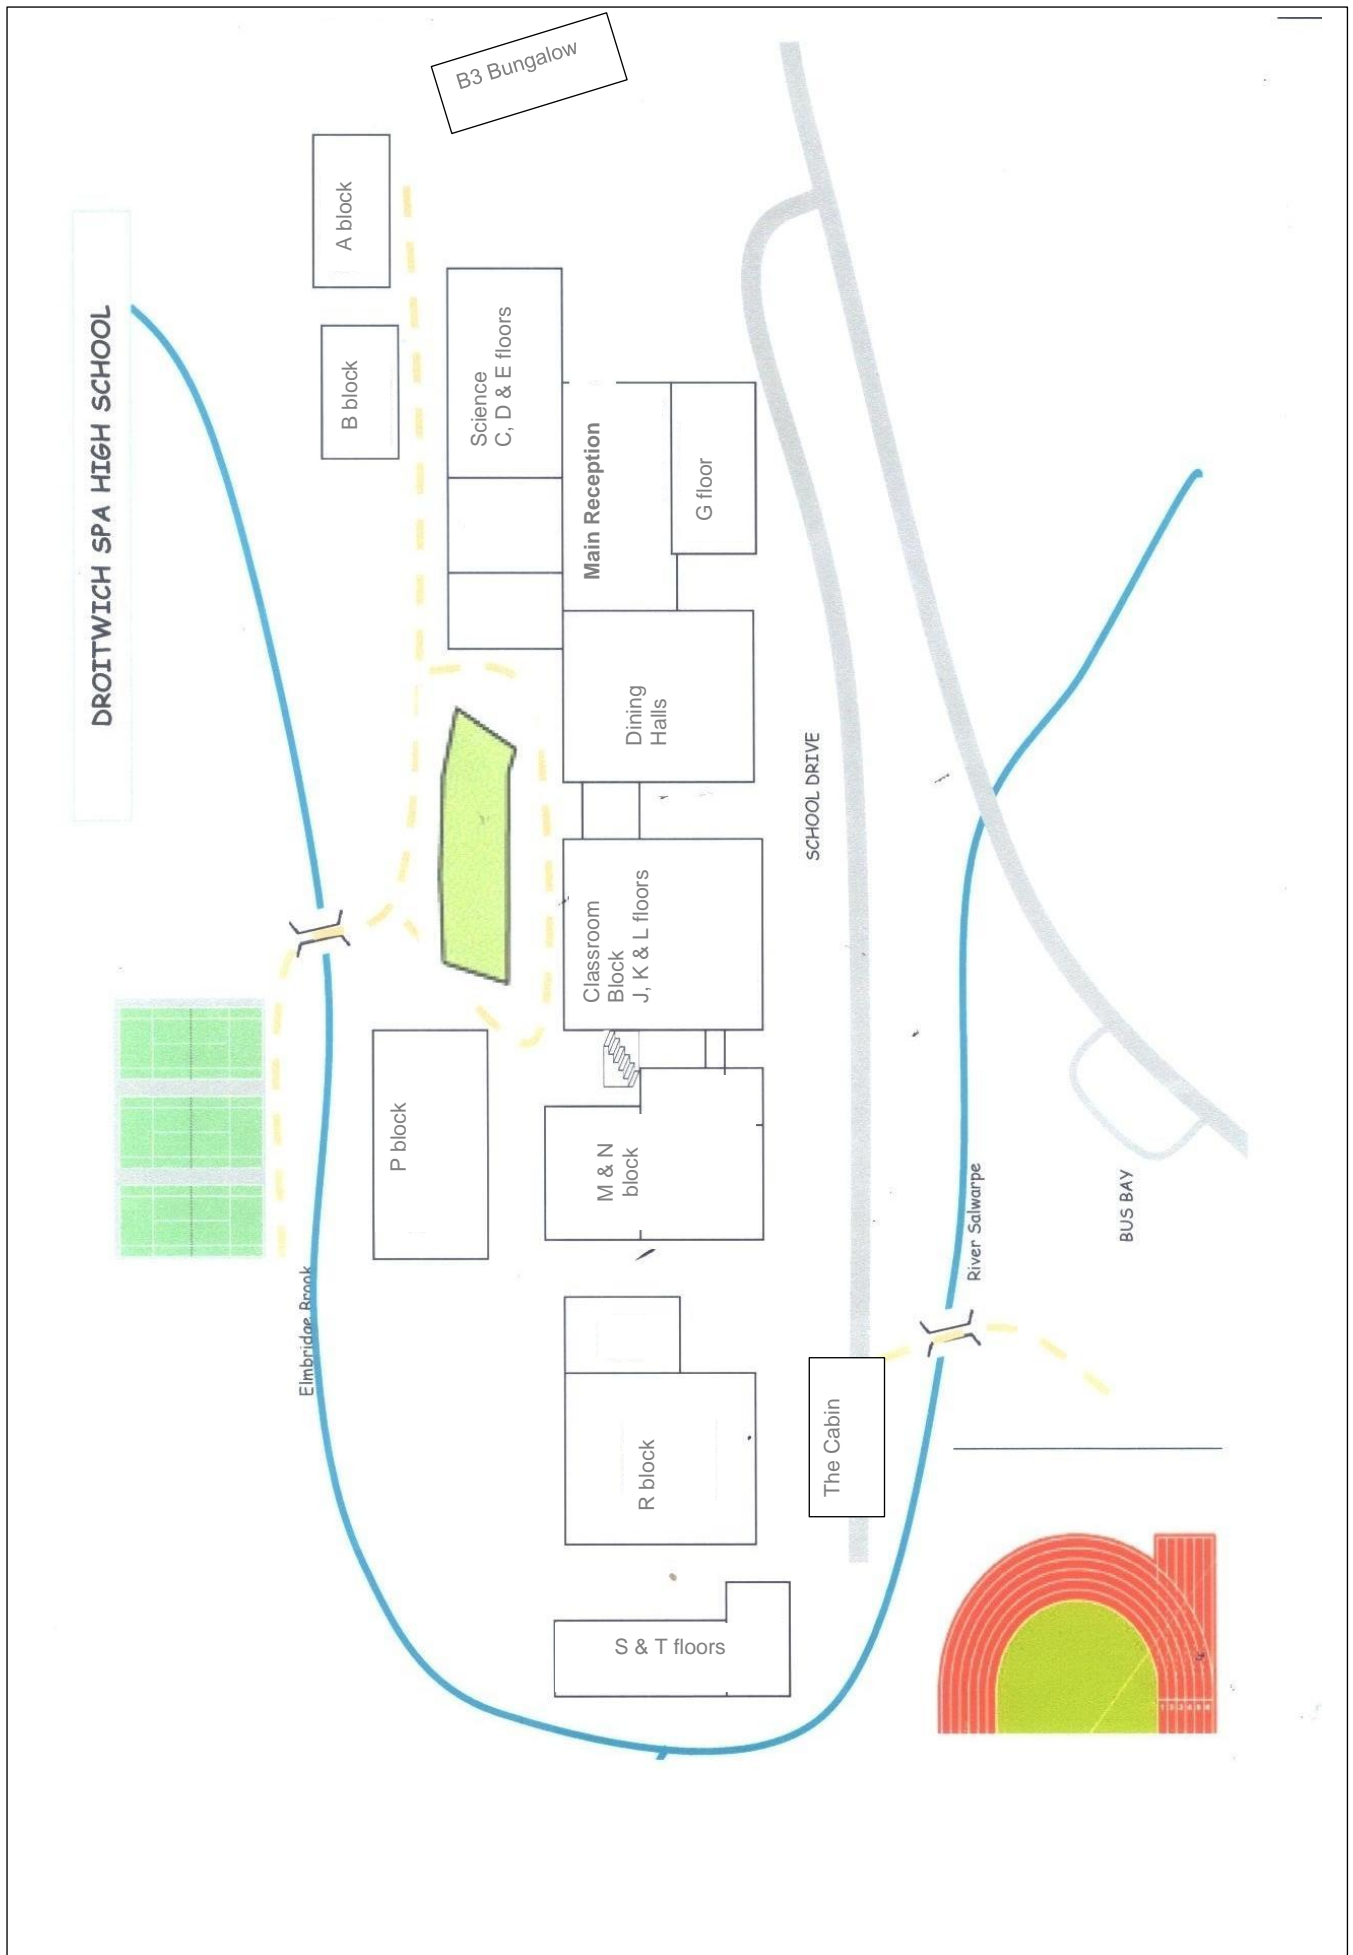 DROITWICH SPA HIGH SCHOOL
B3 Bungalow
A block
B block
Science
C, D & E floors
Main Reception
G floor
Dining
Halls
SCHOOL DRIVE
Classroom
Block
J, K & L floors
P block
M & N
block
Elmbridge Brook
River Salwarpe
BUS BAY
The Cabin
R block
S & T floors